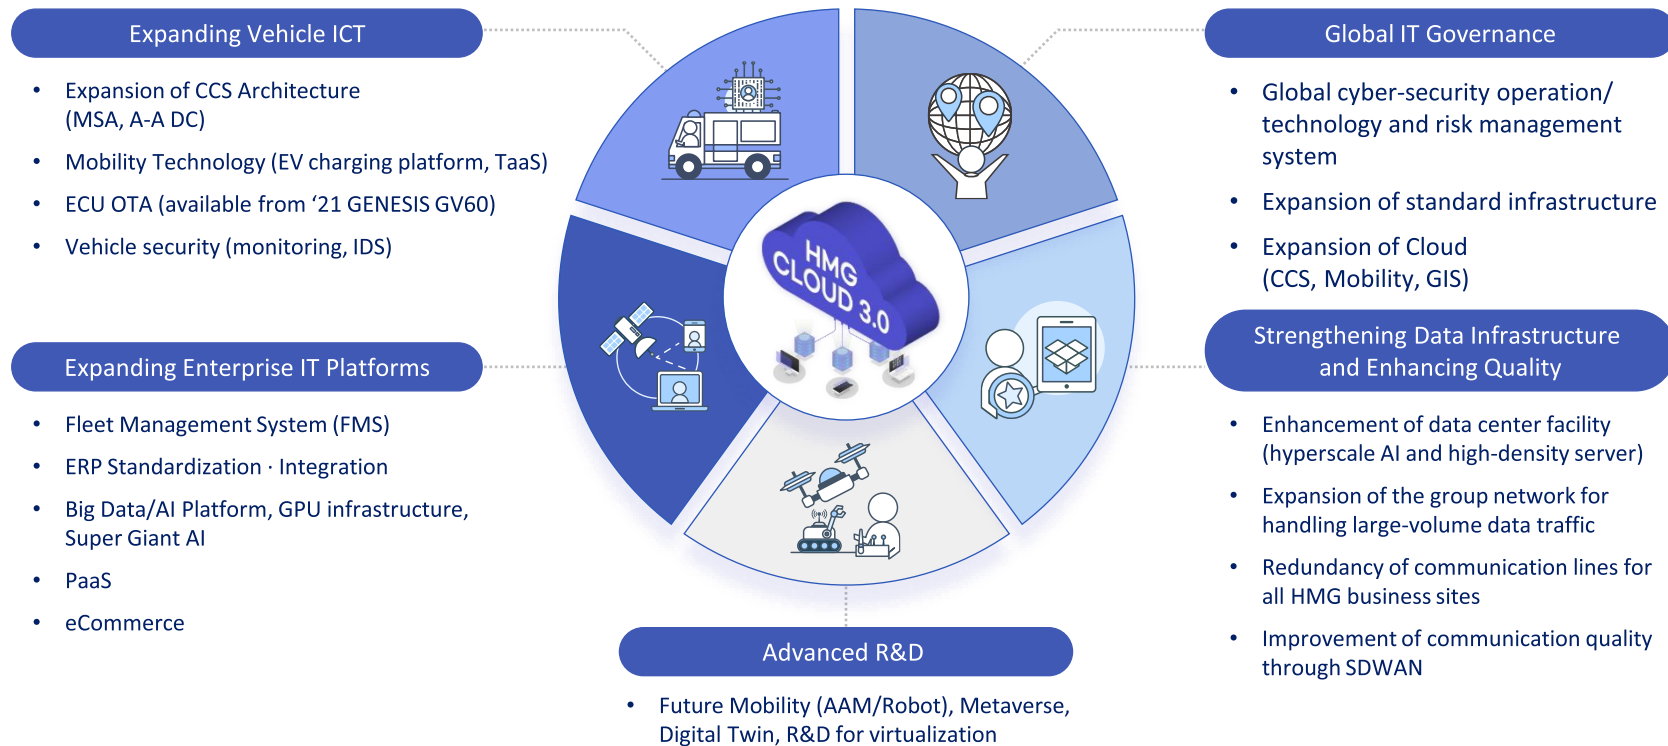 Expanding Vehicle ICT
• Expansion of CCS Architecture
(MSA, A-A DC)
• Mobility Technology (EV charging platform, TaaS)
• ECU OTA (available from ‘21 GENESIS GV60)
• Vehicle security (monitoring, IDS)
Expanding Enterprise IT Platforms
• Fleet Management System (FMS)
• ERP Standardization · Integration
• Big Data/AI Platform, GPU infrastructure,
Super Giant AI
• PaaS
• eCommerce
HMG
CLOUD 3.0
Advanced R&D
• Future Mobility (AAM/Robot), Metaverse,
Digital Twin, R&D for virtualization
Global IT Governance
• Global cyber-security operation/
technology and risk management
system
• Expansion of standard infrastructure
• Expansion of Cloud
(CCS, Mobility, GIS)
Strengthening Data Infrastructure
and Enhancing Quality
• Enhancement of data center facility
(hyperscale AI and high-density server)
• Expansion of the group network for
handling large-volume data traffic
• Redundancy of communication lines for
all HMG business sites
• Improvement of communication quality
through SDWAN